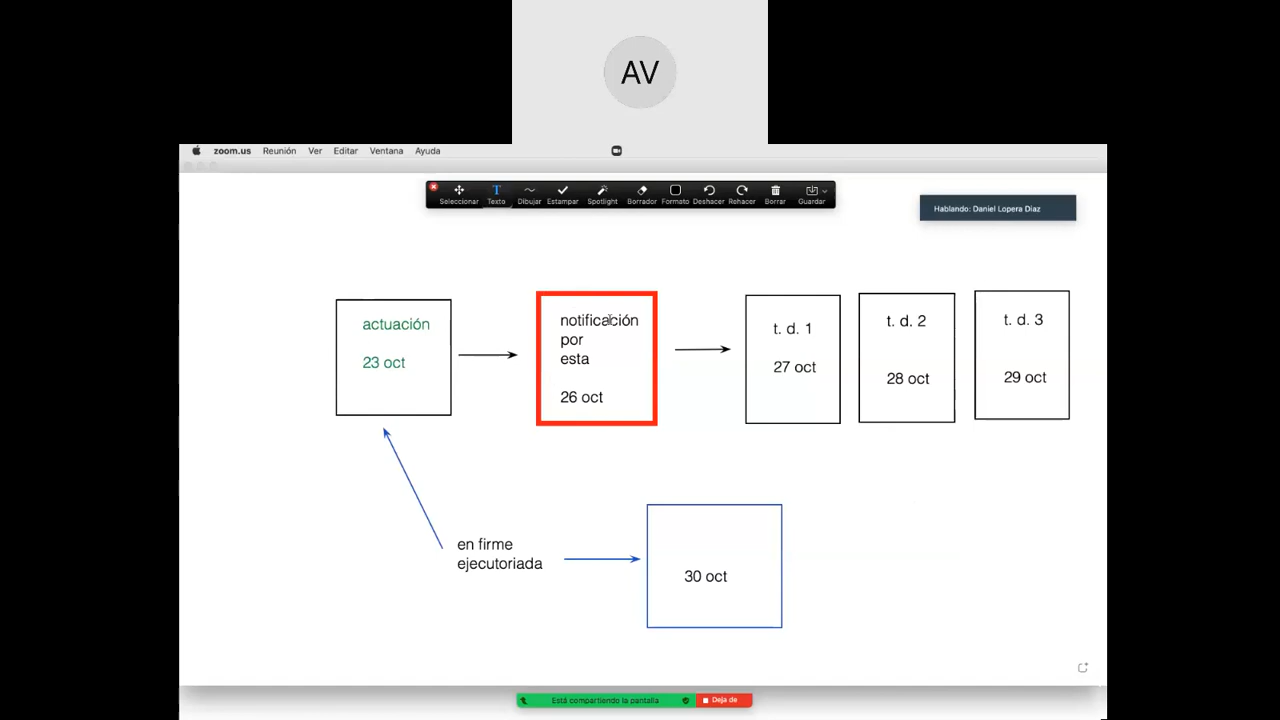 AV
zoom.us Reunión Ver Editar Ventana Ayuda
Seleccionar Texto Dibujar Estampar Spotlight Borrador Formato Deshacer Rehacer Borrar Guardar
Hablando: Daniel Lopera Diaz
actuación
23 oct
notificación
por
esta
26 oct
t. d. 1
27 oct
t. d. 2
28 oct
t. d. 3
29 oct
en firme
ejecutoriada
30 oct
Está compartiendo la pantalla
Deja de